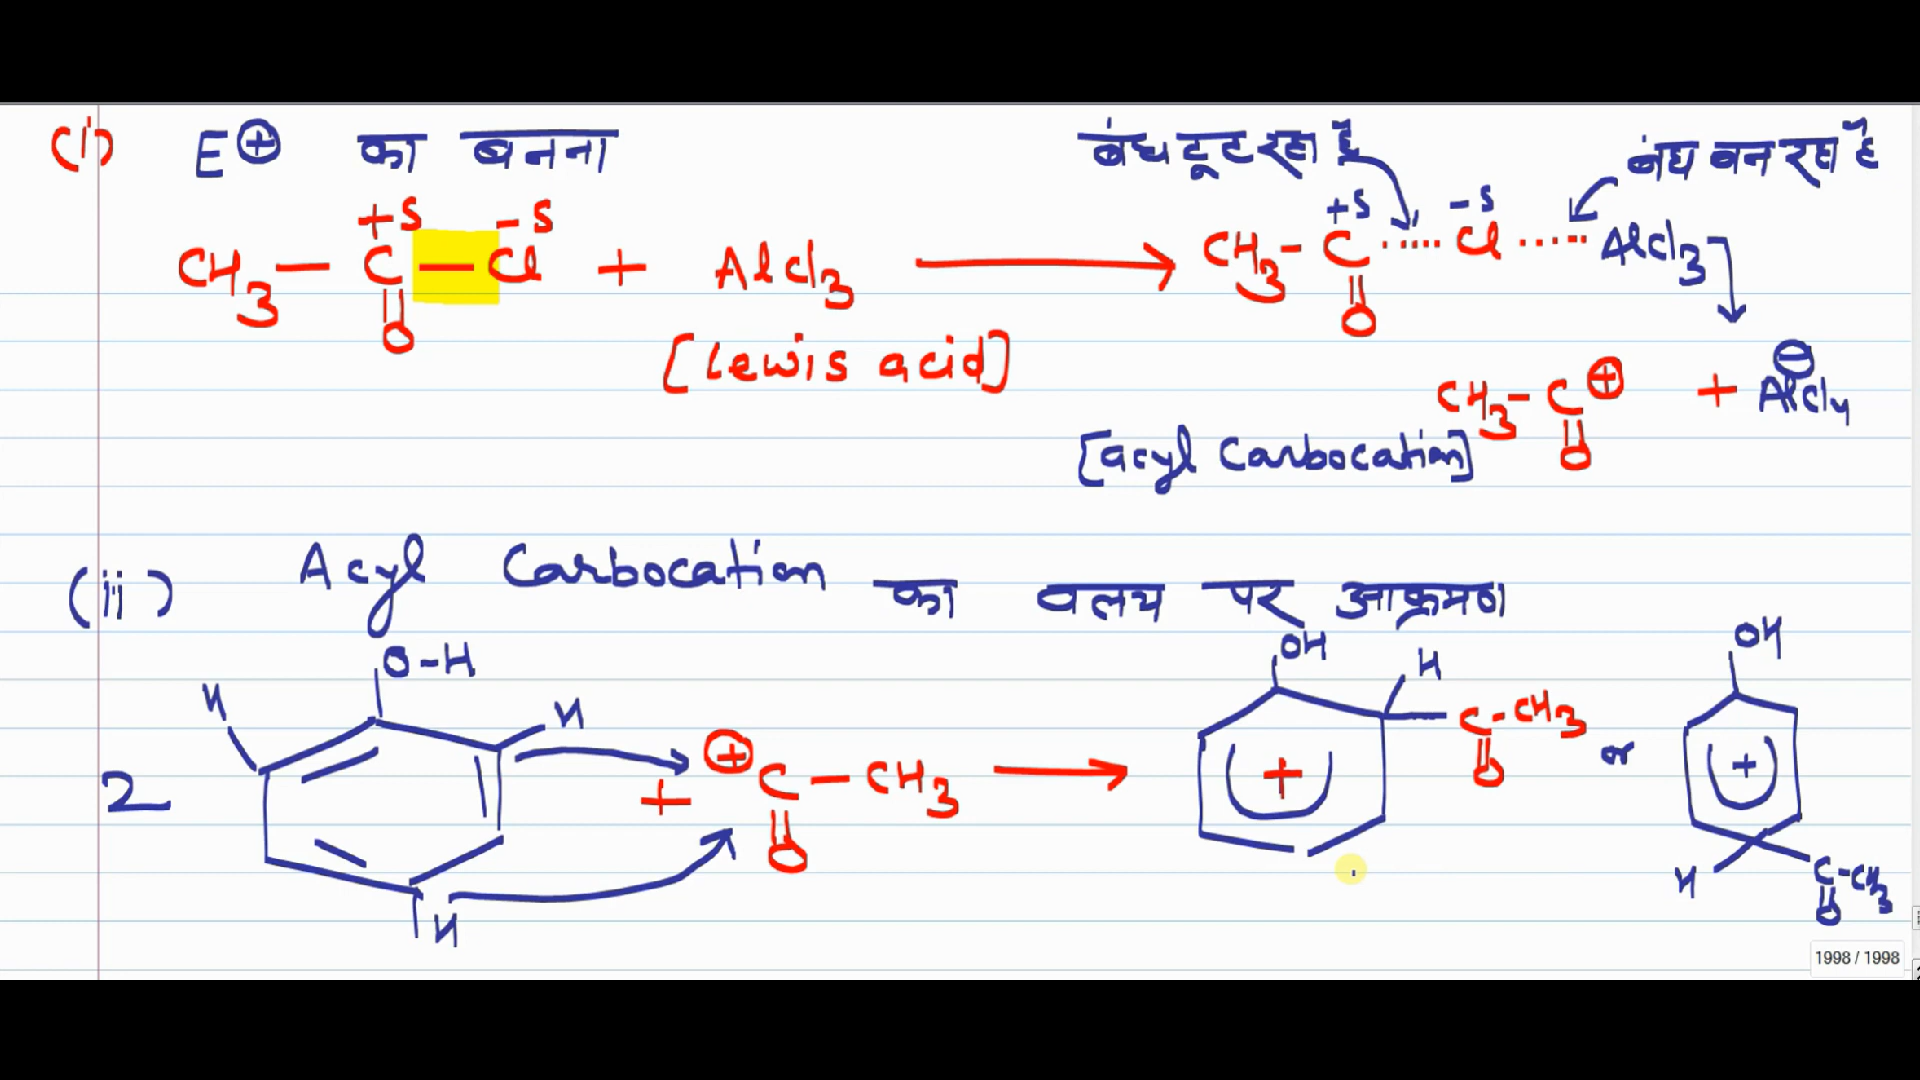 (i) E⊕ का बनना
बंध टूट रहा है बंध बन रहा है
+δ -δ +δ -δ
CH3 — C — Cl + AlCl3 → CH3 - C ..... Cl ..... AlCl3
O O
[Lewis acid]
CH3 - C⊕ + AlCl4⊖
O
[acyl Carbocation]
(ii) Acyl Carbocation का वलय पर आक्रमण
O-H OH H OH
H H
2 + ⊕C - CH3 → + C - CH3 or +
O O
H H C - CH3
O
1998 / 1998